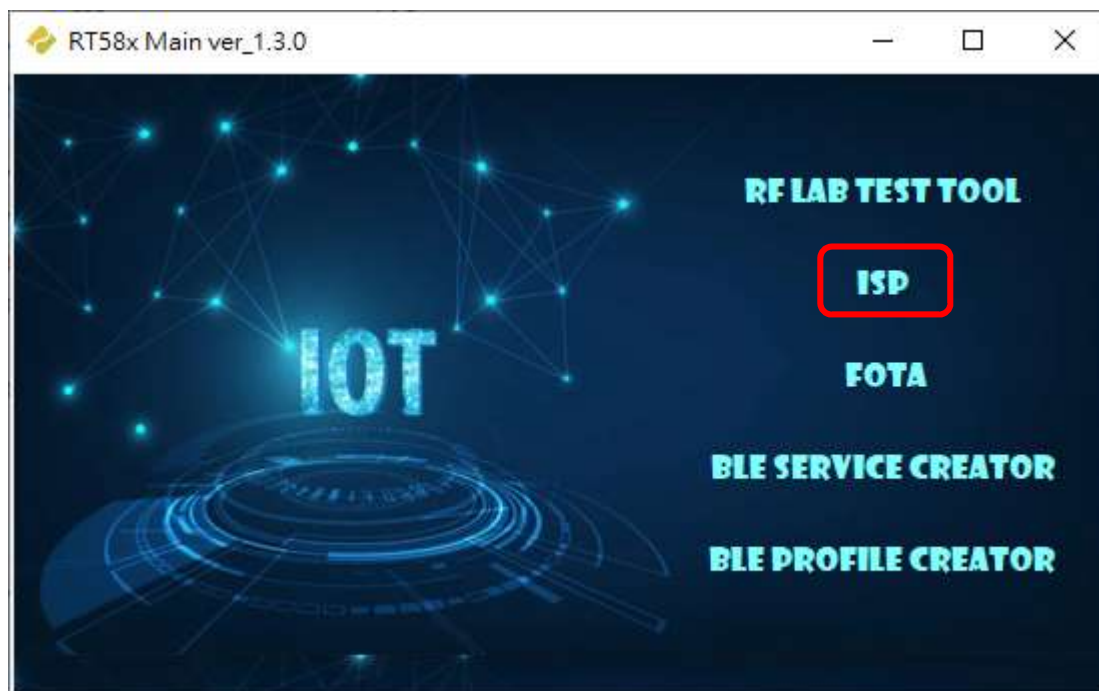 RT58x Main ver_1.3.0
RF LAB TEST TOOL
ISP
FOTA
IOT
BLE SERVICE CREATOR
BLE PROFILE CREATOR